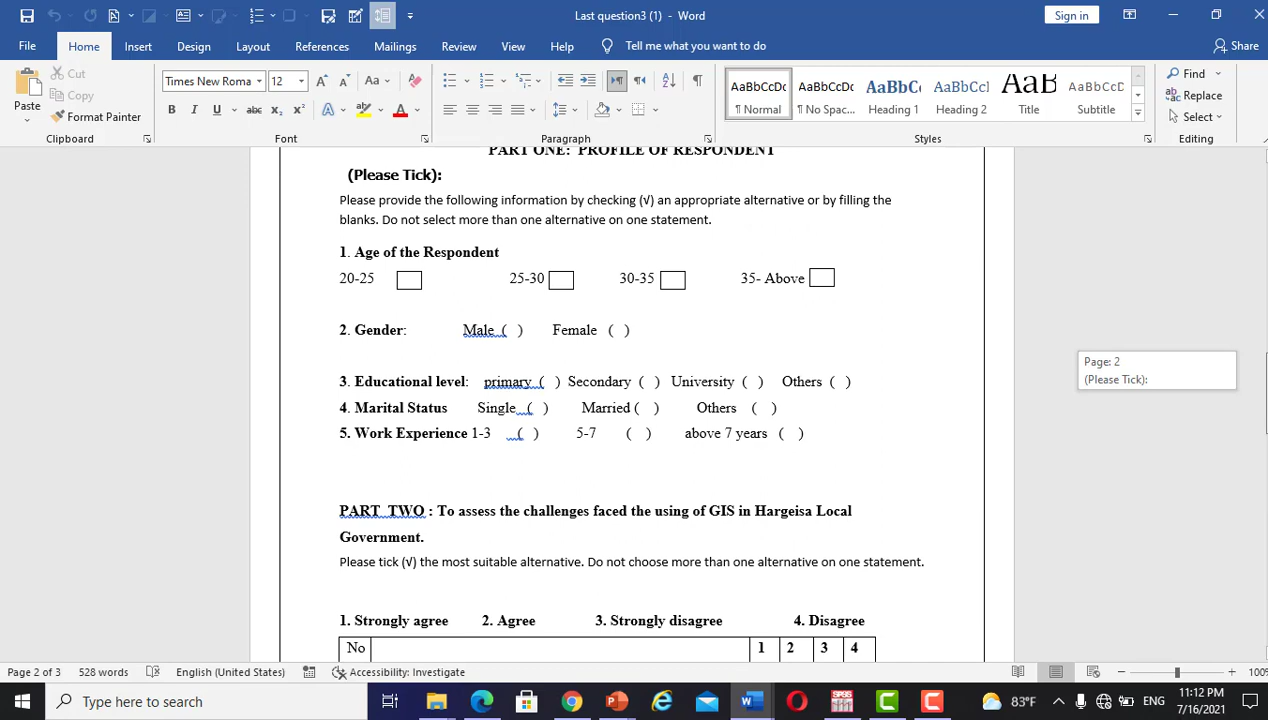 Last question3 (1) - Word
Sign in
File Home Insert Design Layout References Mailings Review View Help Tell me what you want to do Share
Paste
Cut
Copy
Format Painter
Clipboard
Times New Roma 12
Font
Paragraph
AaBbCcDc AaBbCcDc AaBbC AaBbCcl AaB AaBbCcD
¶ Normal ¶ No Spac... Heading 1 Heading 2 Title Subtitle
Styles
Find
Replace
Select
Editing
PART ONE: PROFILE OF RESPONDENT
(Please Tick):
Please provide the following information by checking (√) an appropriate alternative or by filling the
blanks. Do not select more than one alternative on one statement.
1. Age of the Respondent
20-25 25-30 30-35 35- Above
2. Gender: Male ( ) Female ( )
3. Educational level: primary ( ) Secondary ( ) University ( ) Others ( )
4. Marital Status Single ( ) Married ( ) Others ( )
5. Work Experience 1-3 ( ) 5-7 ( ) above 7 years ( )
PART TWO : To assess the challenges faced the using of GIS in Hargeisa Local
Government.
Please tick (√) the most suitable alternative. Do not choose more than one alternative on one statement.
1. Strongly agree 2. Agree 3. Strongly disagree 4. Disagree
No 1 2 3 4
Page: 2
(Please Tick):
Page 2 of 3 528 words English (United States) Accessibility: Investigate 100%
Type here to search
83°F
ENG
11:12 PM
7/16/2021